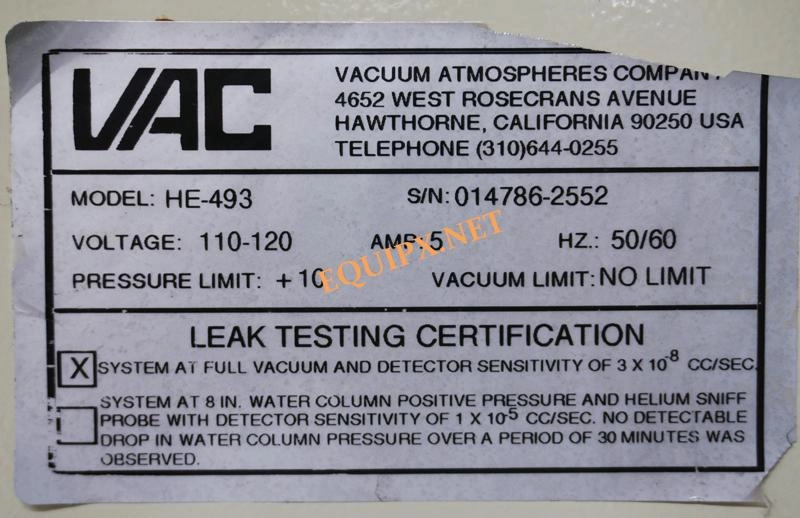 VAC
VACUUM ATMOSPHERES COMPANY
4652 WEST ROSECRANS AVENUE
HAWTHORNE, CALIFORNIA 90250 USA
TELEPHONE (310)644-0255
MODEL: HE-493 S/N: 014786-2552
VOLTAGE: 110-120 AMP: 5 HZ.: 50/60
PRESSURE LIMIT: +10 VACUUM LIMIT: NO LIMIT
EQUIPX.NET
LEAK TESTING CERTIFICATION
X SYSTEM AT FULL VACUUM AND DETECTOR SENSITIVITY OF 3 X 10⁻⁸ CC/SEC.
SYSTEM AT 8 IN. WATER COLUMN POSITIVE PRESSURE AND HELIUM SNIFF
PROBE WITH DETECTOR SENSITIVITY OF 1 X 10⁻⁵ CC/SEC. NO DETECTABLE
DROP IN WATER COLUMN PRESSURE OVER A PERIOD OF 30 MINUTES WAS
OBSERVED.